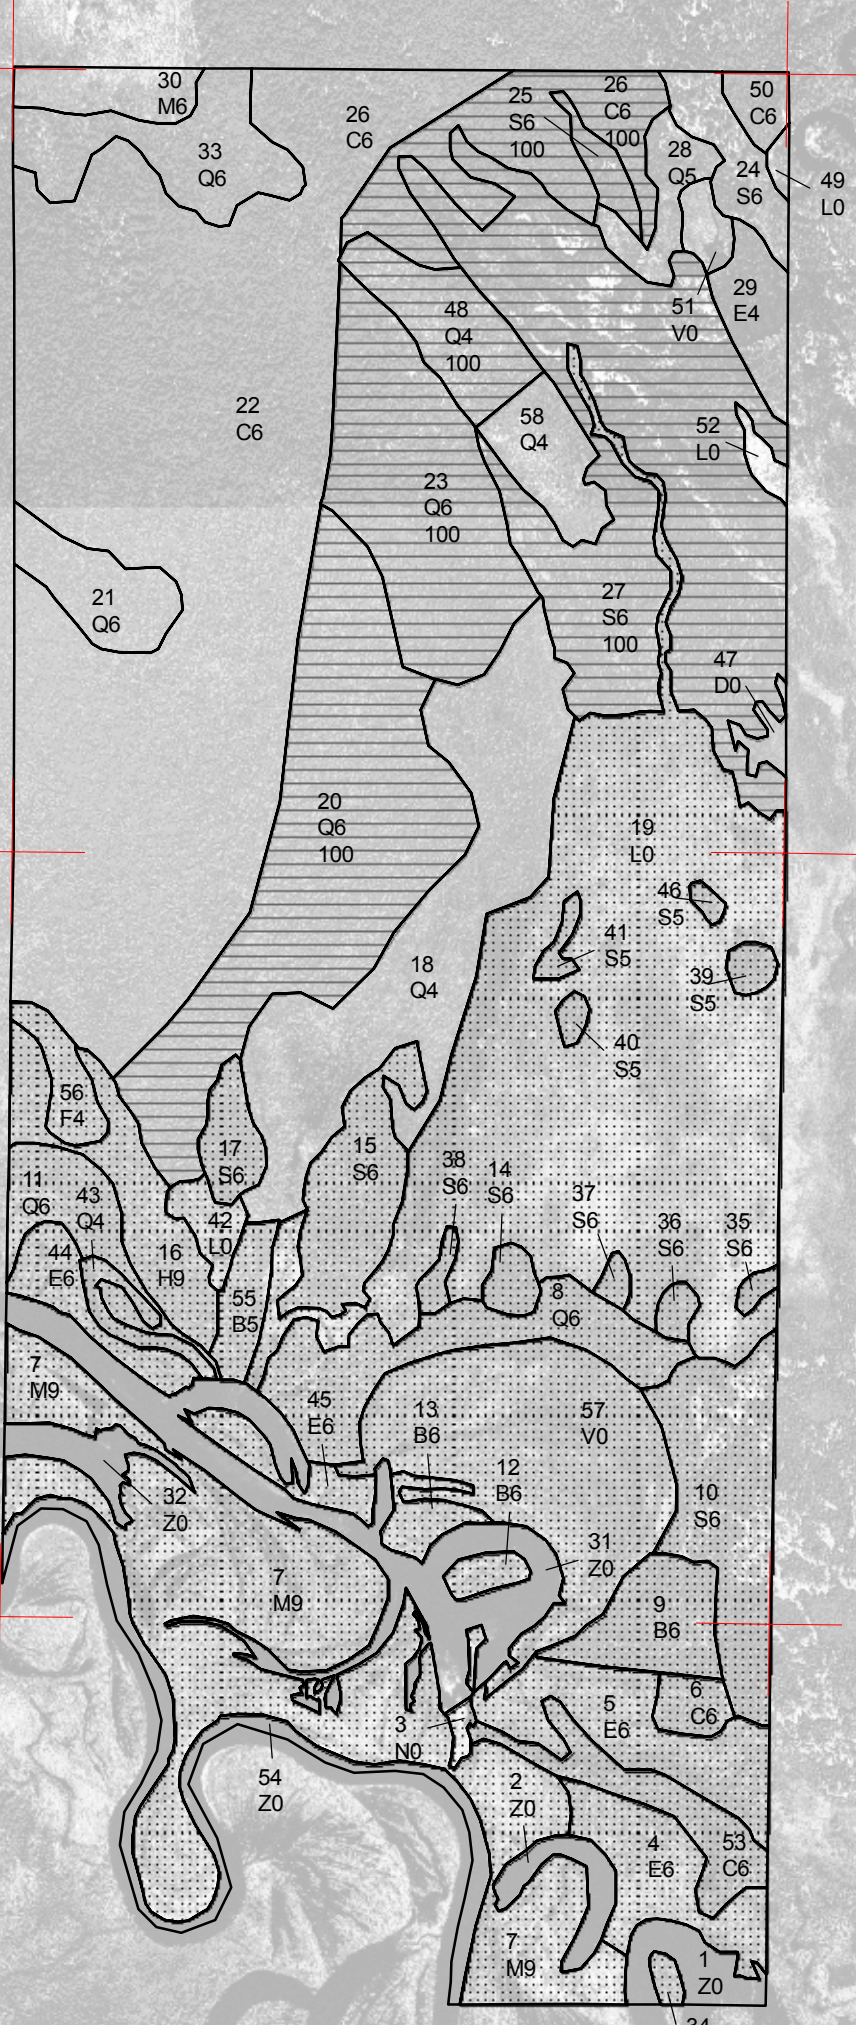 30
M6
33
Q6
26
C6
25
S6
100
26
C6
100
50
C6
28
Q5
24
S6
49
L0
51
V0
29
E4
48
Q4
100
22
C6
58
Q4
52
L0
23
Q6
100
21
Q6
27
S6
100
47
D0
20
Q6
100
19
L0
46
S5
41
S5
39
S5
18
Q4
40
S5
56
F4
17
S6
15
S6
38
S6
14
S6
37
S6
36
S6
35
S6
11
Q6
43
Q4
42
L0
44
E6
16
H9
55
B5
8
Q6
7
M9
45
E6
13
B6
57
V0
12
B6
10
S6
32
Z0
31
Z0
7
M9
9
B6
6
C6
5
E6
3
N0
54
Z0
2
Z0
4
E6
53
C6
7
M9
1
Z0
34